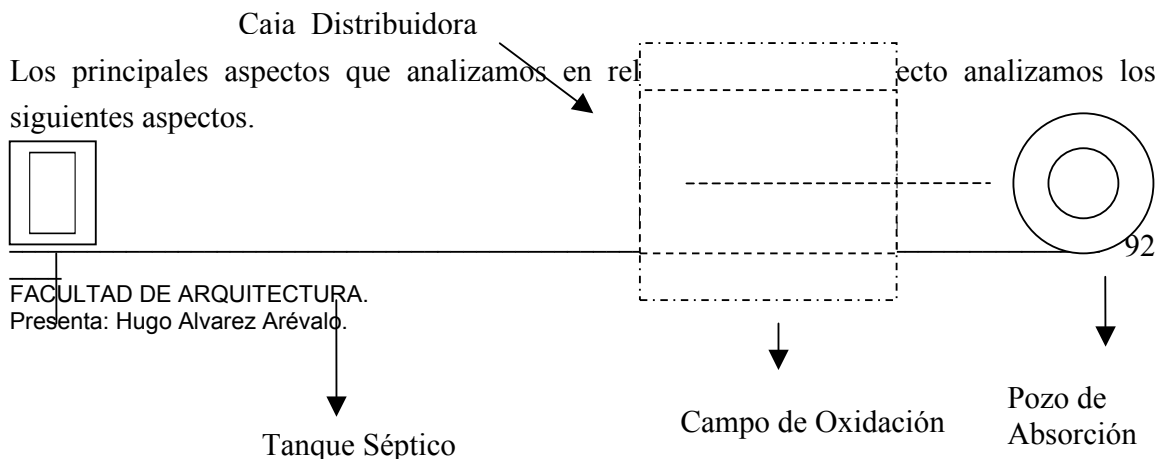 Caja Distribuidora
Los principales aspectos que analizamos en rel ecto analizamos los
siguientes aspectos.
92
FACULTAD DE ARQUITECTURA.
Presenta: Hugo Alvarez Arévalo.
Tanque Séptico
Campo de Oxidación
Pozo de
Absorción